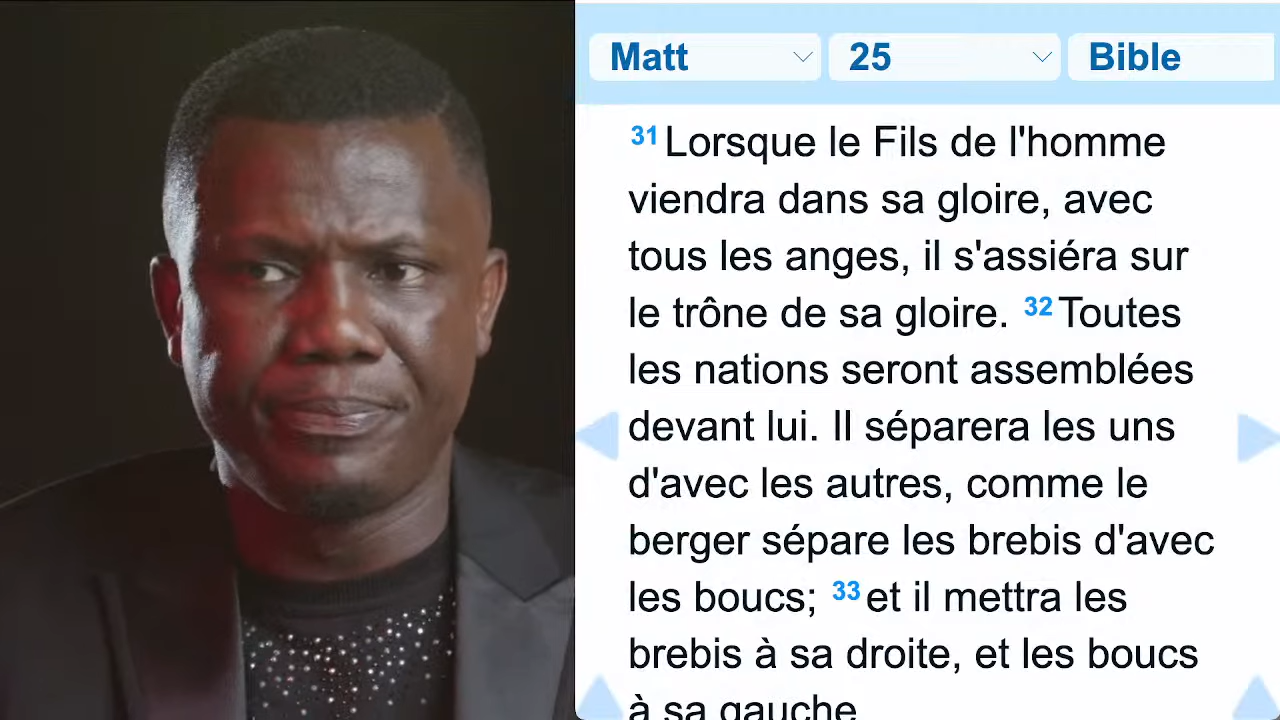 Matt 25 Bible
31 Lorsque le Fils de l'homme
viendra dans sa gloire, avec
tous les anges, il s'assiéra sur
le trône de sa gloire. 32 Toutes
les nations seront assemblées
devant lui. Il séparera les uns
d'avec les autres, comme le
berger sépare les brebis d'avec
les boucs; 33 et il mettra les
brebis à sa droite, et les boucs
à sa gauche